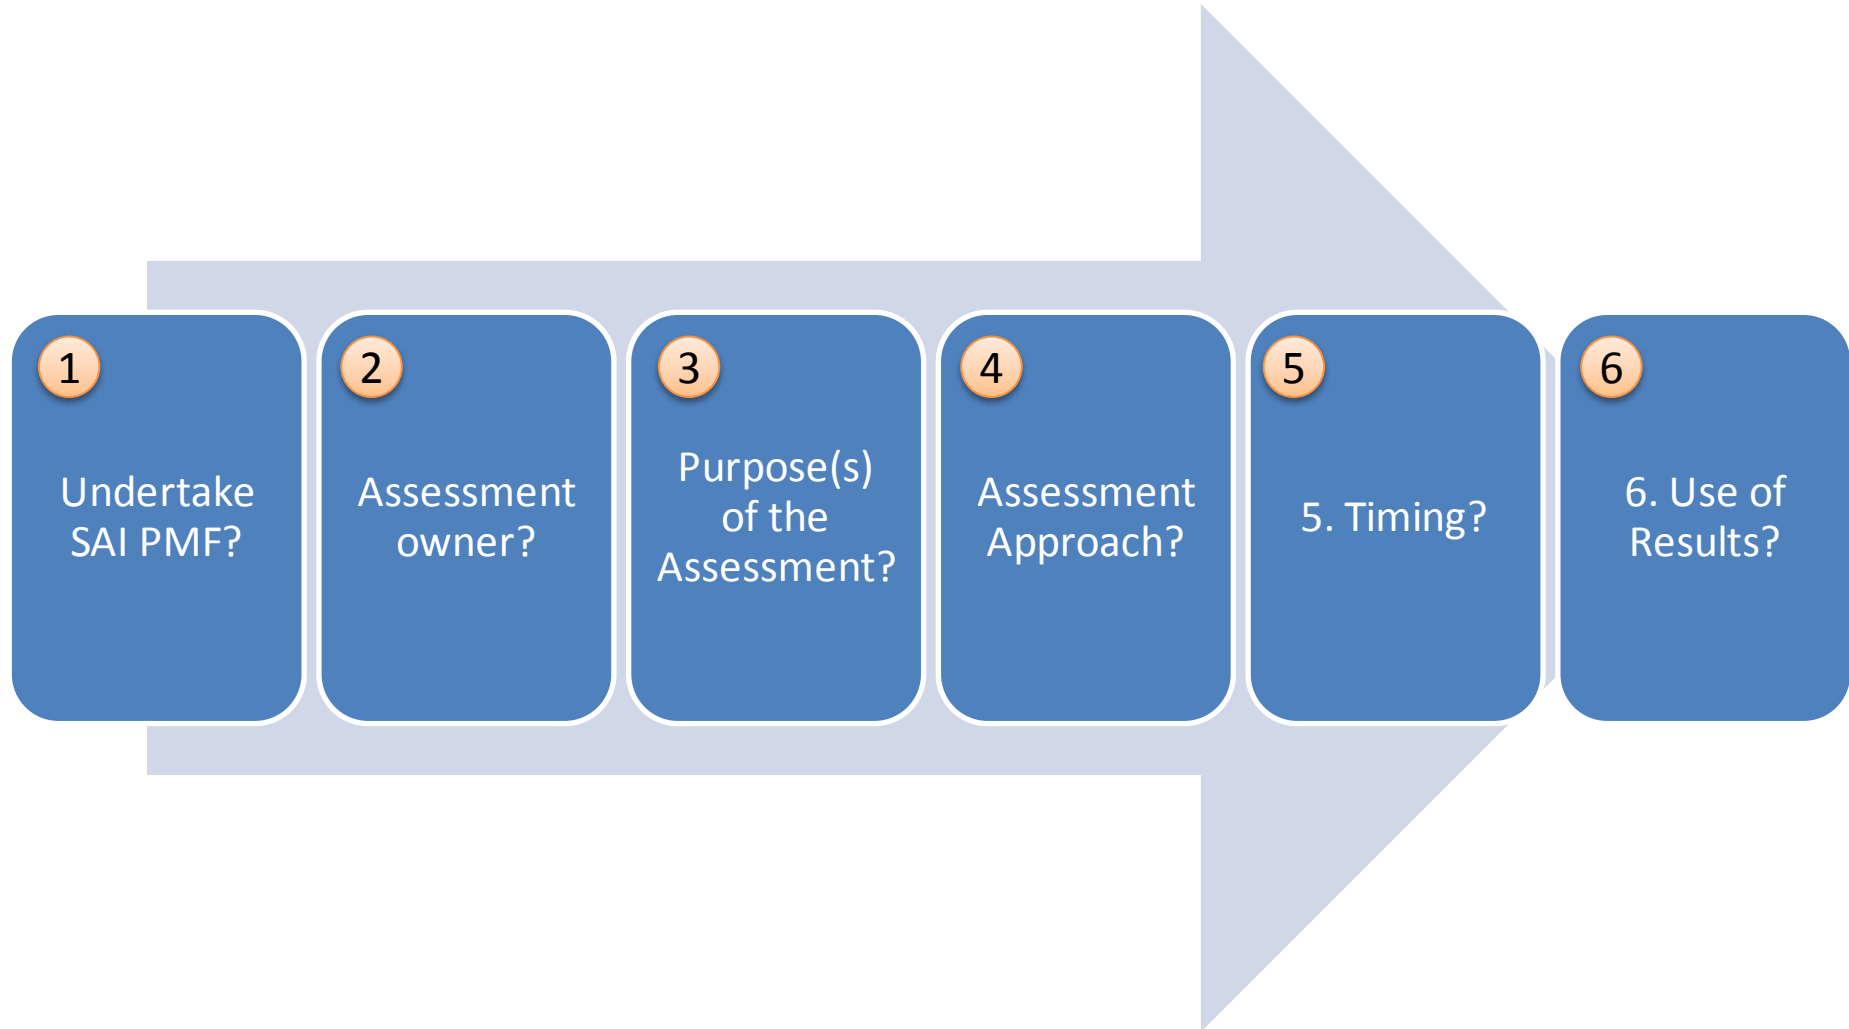 1
Undertake
SAI PMF?
2
Assessment
owner?
3
Purpose(s)
of the
Assessment?
4
Assessment
Approach?
5
5. Timing?
6
6. Use of
Results?